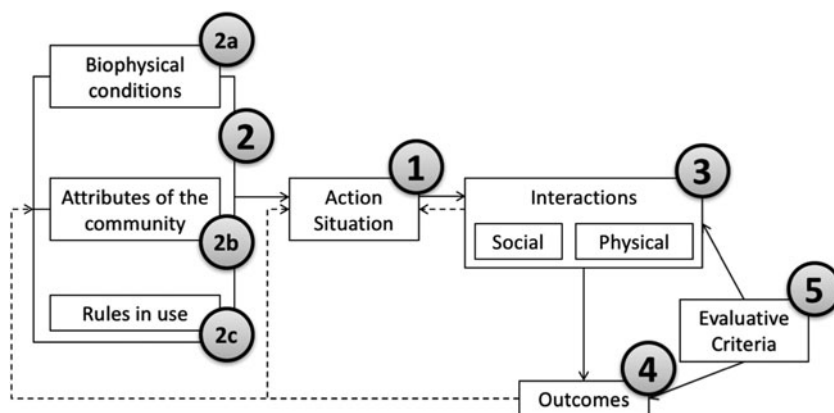 2a
Biophysical
conditions
2
Attributes of the
community
2b
Rules in use
2c
1
Action
Situation
3
Interactions
Social
Physical
5
Evaluative
Criteria
4
Outcomes